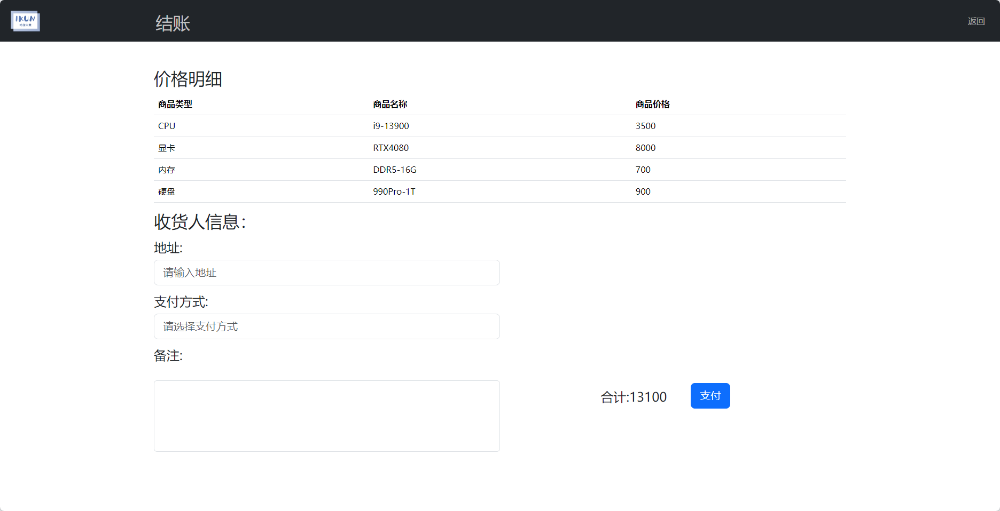 IKUN
结账
返回
价格明细
商品类型 商品名称 商品价格
CPU i9-13900 3500
显卡 RTX4080 8000
内存 DDR5-16G 700
硬盘 990Pro-1T 900
收货人信息：
地址:
请输入地址
支付方式:
请选择支付方式
备注:
合计:13100 支付